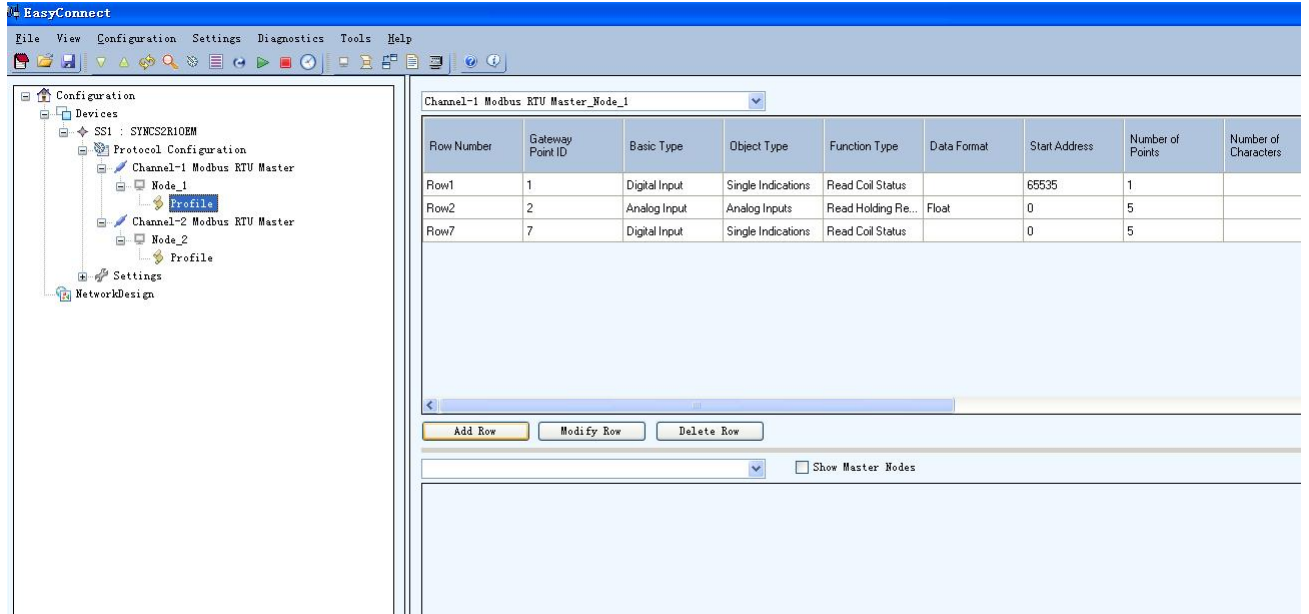 EasyConnect
File View Configuration Settings Diagnostics Tools Help
Configuration
Devices
SS1 : SYNCS2R10EM
Protocol Configuration
Channel-1 Modbus RTU Master
Node_1
Profile
Channel-2 Modbus RTU Master
Node_2
Profile
Settings
NetworkDesign
Channel-1 Modbus RTU Master_Node_1
Row Number Gateway Point ID Basic Type Object Type Function Type Data Format Start Address Number of Points Number of Characters
Row1 1 Digital Input Single Indications Read Coil Status 65535 1
Row2 2 Analog Input Analog Inputs Read Holding Re... Float 0 5
Row7 7 Digital Input Single Indications Read Coil Status 0 5
Add Row Modify Row Delete Row
Show Master Nodes